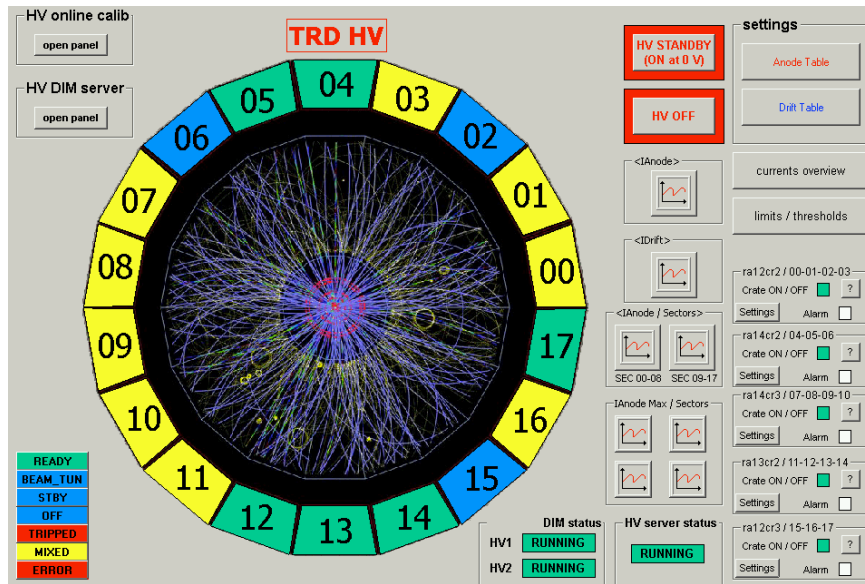 HV online calib
open panel
HV DIM server
open panel
TRD HV
00
01
02
03
04
05
06
07
08
09
10
11
12
13
14
15
16
17
READY
BEAM_TUN
STBY
OFF
TRIPPED
MIXED
ERROR
HV STANDBY
(ON at 0 V)
HV OFF
<IAnode>
<IDrift>
<IAnode / Sectors>
SEC 00-08 SEC 09-17
IAnode Max / Sectors
DIM status
HV1 RUNNING
HV2 RUNNING
HV server status
RUNNING
settings
Anode Table
Drift Table
currents overview
limits / thresholds
ra12cr2 / 00-01-02-03
Crate ON / OFF ?
Settings Alarm
ra14cr2 / 04-05-06
Crate ON / OFF ?
Settings Alarm
ra14cr3 / 07-08-09-10
Crate ON / OFF ?
Settings Alarm
ra13cr2 / 11-12-13-14
Crate ON / OFF ?
Settings Alarm
ra12cr3 / 15-16-17
Crate ON / OFF ?
Settings Alarm